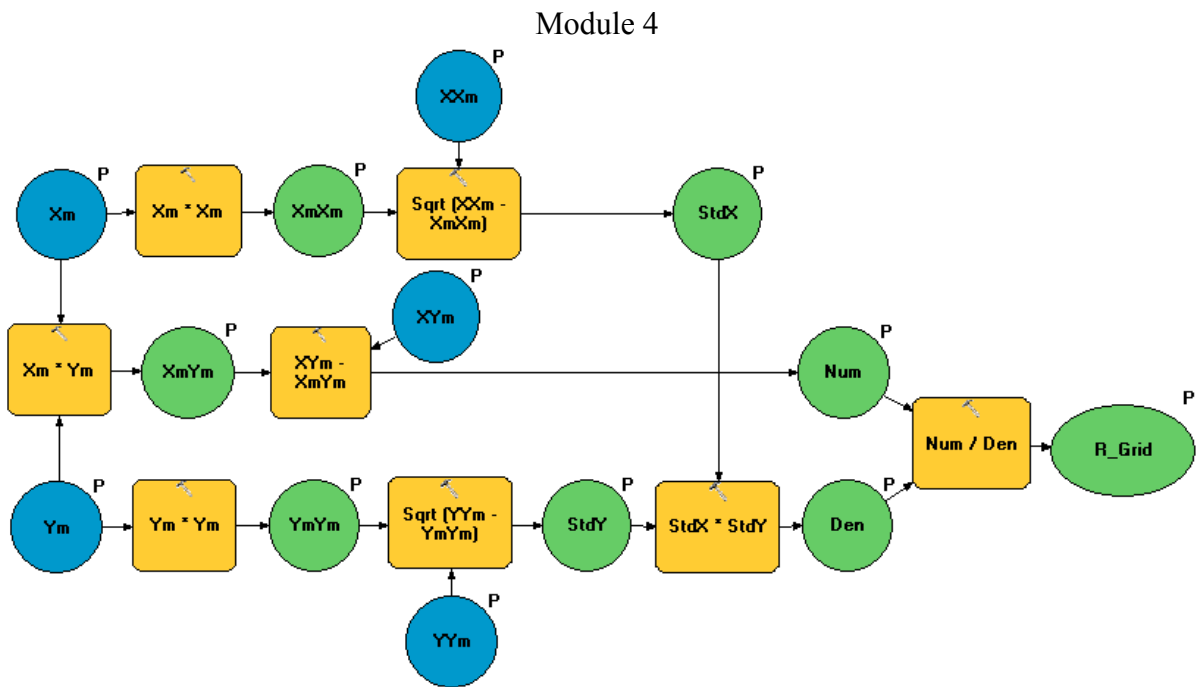 Module 4
P
XXm
P
Xm
Xm * Xm
P
XmXm
Sqrt (XXm -
XmXm)
P
StdX
P
XYm
Xm * Ym
P
XmYm
XYm -
XmYm
P
Num
Num / Den
P
R_Grid
P
Ym
Ym * Ym
P
YmYm
Sqrt (YYm -
YmYm)
P
StdY
StdX * StdY
P
Den
P
YYm